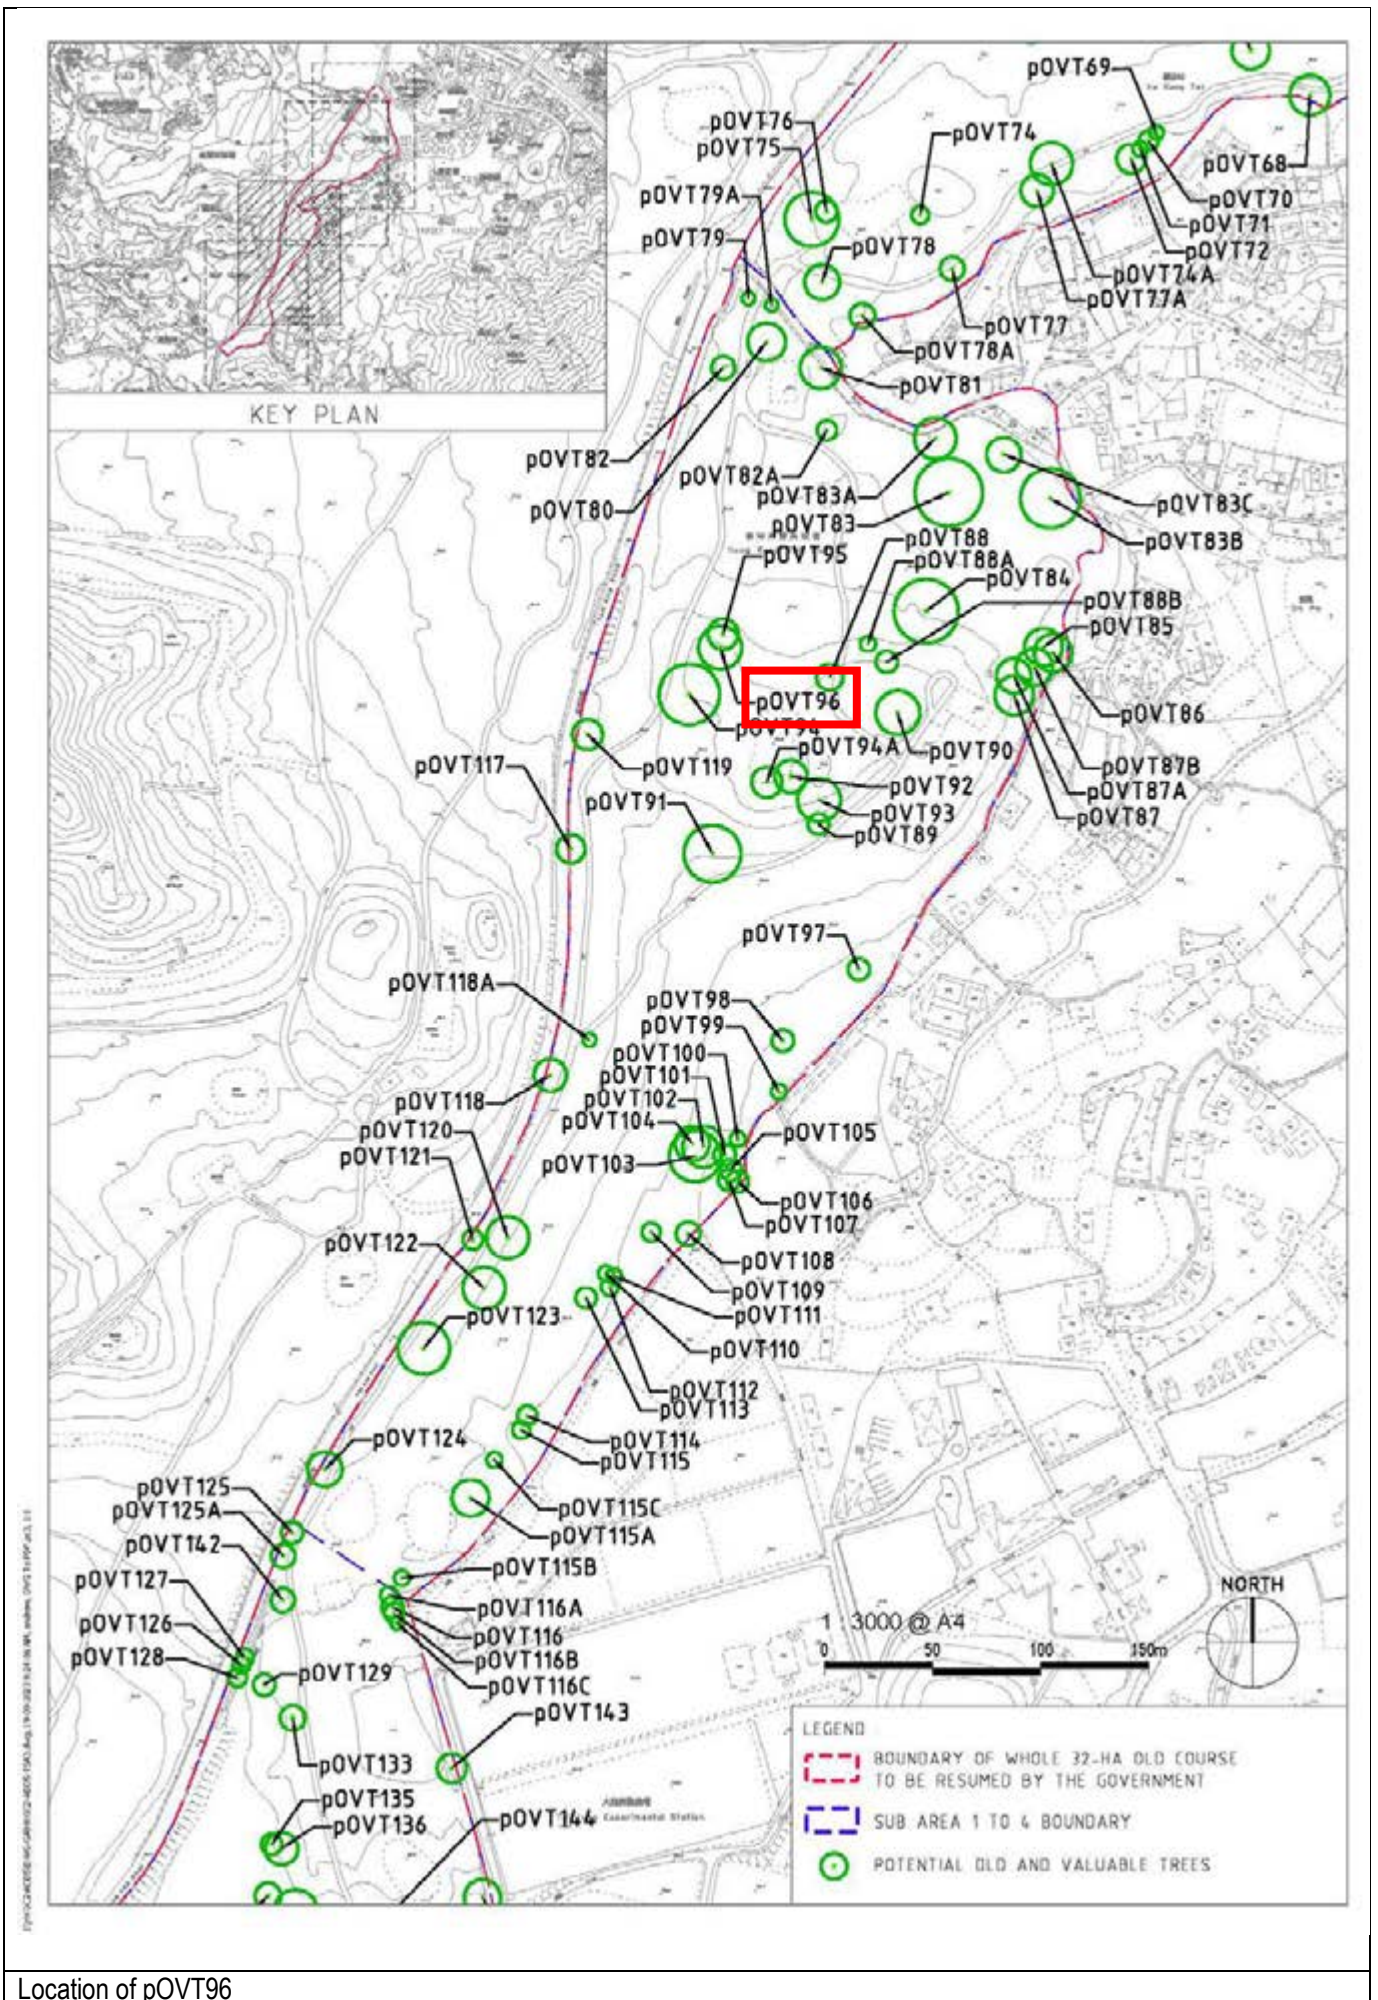 KEY PLAN
pOVT69
pOVT76
pOVT75
pOVT74
pOVT68
pOVT79A
pOVT70
pOVT71
pOVT79
pOVT78
pOVT72
pOVT74A
pOVT77A
pOVT77
pOVT78A
pOVT81
pOVT82
pOVT82A
pOVT83A
pOVT83C
pOVT80
pOVT83
pOVT88
pOVT83B
pOVT95
pOVT88A
pOVT84
pOVT88B
pOVT85
pOVT96
pOVT86
pOVT94
pOVT94A
pOVT90
pOVT117
pOVT119
pOVT87B
pOVT92
pOVT87A
pOVT91
pOVT93
pOVT87
pOVT89
pOVT97
pOVT118A
pOVT98
pOVT99
pOVT100
pOVT101
pOVT118
pOVT102
pOVT104
pOVT120
pOVT105
pOVT121
pOVT103
pOVT106
pOVT107
pOVT122
pOVT108
pOVT109
pOVT123
pOVT111
pOVT110
pOVT112
pOVT113
pOVT124
pOVT114
pOVT115
pOVT125
pOVT125A
pOVT115C
pOVT115A
pOVT142
pOVT115B
pOVT127
pOVT116A
pOVT126
pOVT116
pOVT128
pOVT129
pOVT116B
pOVT116C
pOVT143
pOVT133
pOVT135
pOVT136
pOVT144
Experimental Station
NORTH
1 : 3000 @ A4
0 50 100 150m
LEGEND
BOUNDARY OF WHOLE 32-HA OLD COURSE
TO BE RESUMED BY THE GOVERNMENT
SUB AREA 1 TO 4 BOUNDARY
POTENTIAL OLD AND VALUABLE TREES
Location of pOVT96